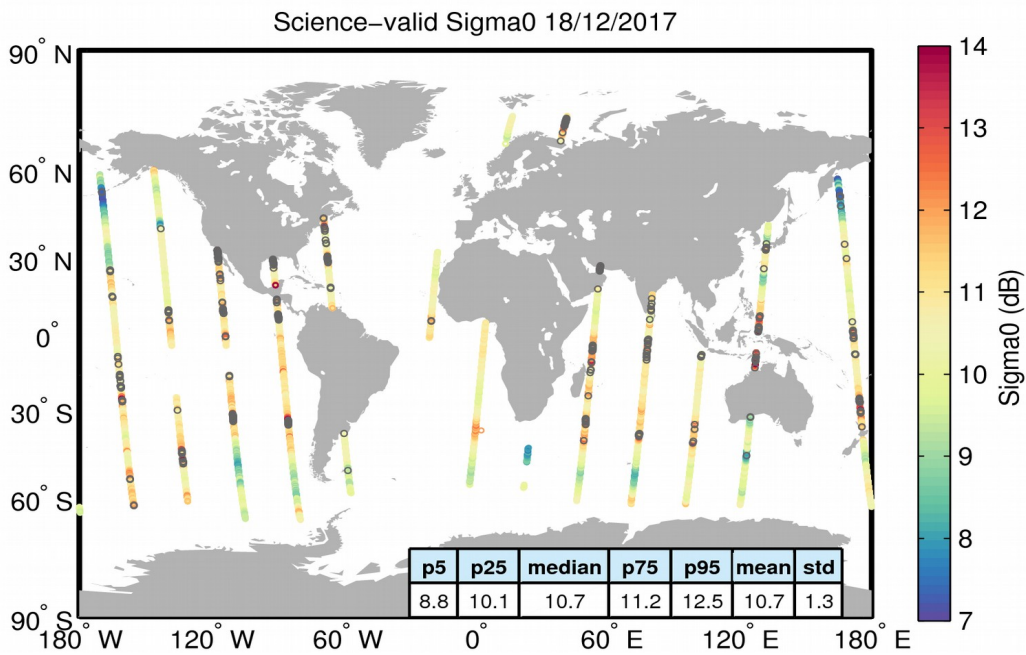 Science−valid Sigma0 18/12/2017
90° N
60° N
30° N
0°
30° S
60° S
90° S
180° W
120° W
60° W
0°
60° E
120° E
180° E
14
13
12
11
10
9
8
7
Sigma0 (dB)
p5 p25 median p75 p95 mean std
8.8 10.1 10.7 11.2 12.5 10.7 1.3